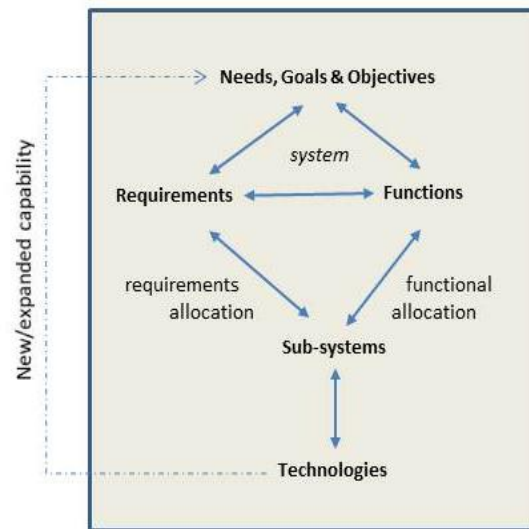 Needs, Goals & Objectives
system
Requirements
Functions
requirements
allocation
functional
allocation
Sub-systems
Technologies
New/expanded capability